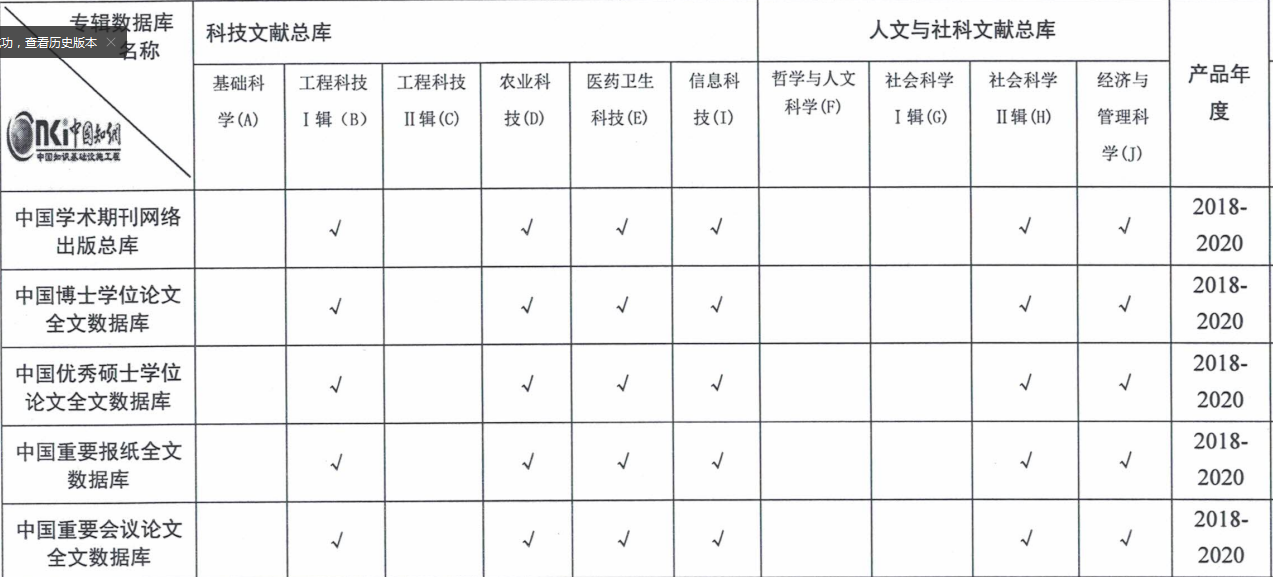 专辑数据库
名称
功，查看历史版本 ×
CNKi中国知网
中国知识基础设施工程
科技文献总库
人文与社科文献总库
产品年
度
基础科
学(A)
工程科技
Ⅰ辑（B）
工程科技
Ⅱ辑(C)
农业科
技(D)
医药卫生
科技(E)
信息科
技(I)
哲学与人文
科学(F)
社会科学
Ⅰ辑(G)
社会科学
Ⅱ辑(H)
经济与
管理科
学(J)
中国学术期刊网络
出版总库
√ √ √ √ √ √
2018-
2020
中国博士学位论文
全文数据库
√ √ √ √ √ √
2018-
2020
中国优秀硕士学位
论文全文数据库
√ √ √ √ √ √
2018-
2020
中国重要报纸全文
数据库
√ √ √ √ √ √
2018-
2020
中国重要会议论文
全文数据库
√ √ √ √ √ √
2018-
2020